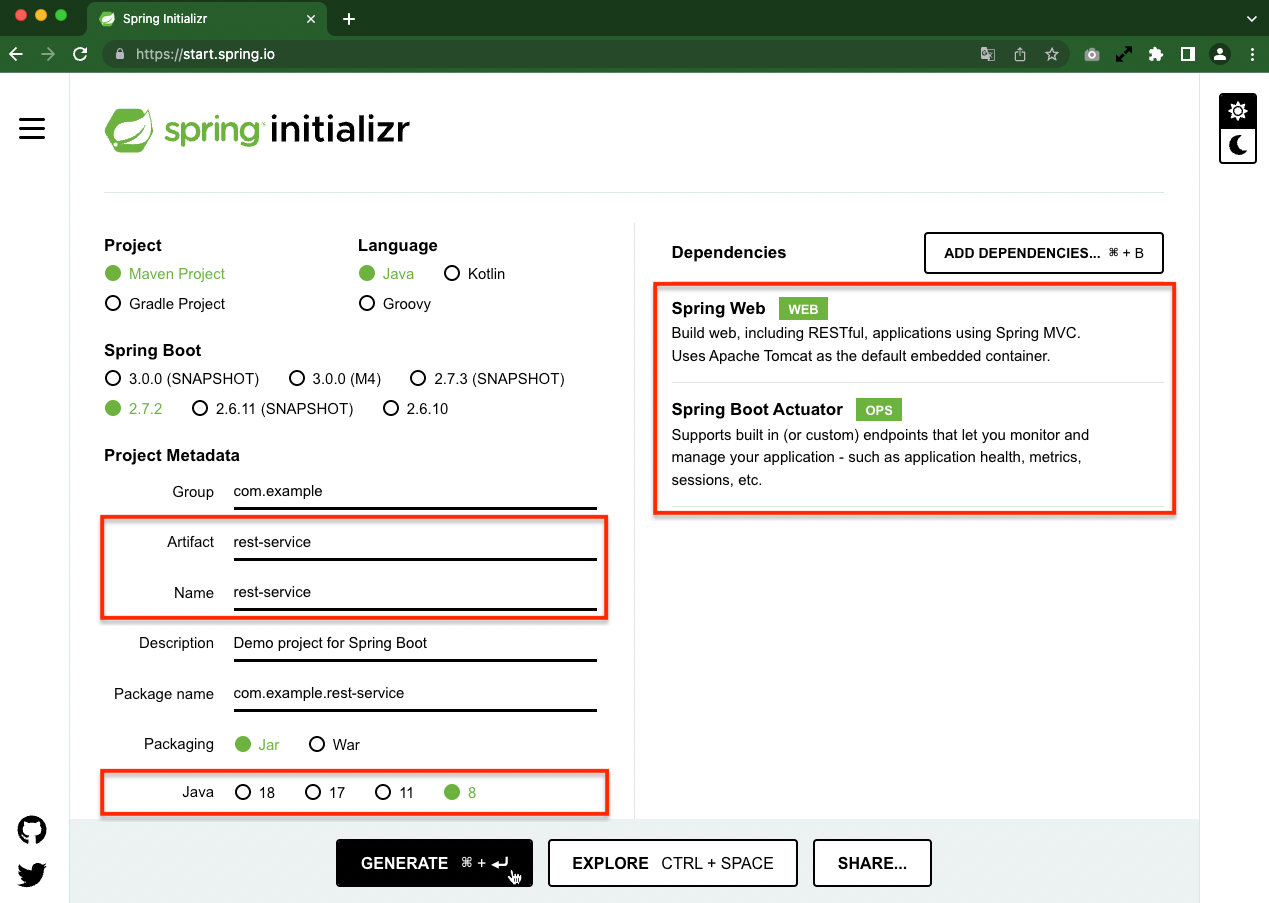 Spring Initializr
https://start.spring.io
spring initializr
Project
Maven Project
Gradle Project
Language
Java Kotlin
Groovy
Spring Boot
3.0.0 (SNAPSHOT) 3.0.0 (M4) 2.7.3 (SNAPSHOT)
2.7.2 2.6.11 (SNAPSHOT) 2.6.10
Project Metadata
Group com.example
Artifact rest-service
Name rest-service
Description Demo project for Spring Boot
Package name com.example.rest-service
Packaging Jar War
Java 18 17 11 8
Dependencies
ADD DEPENDENCIES... ⌘ + B
Spring Web WEB
Build web, including RESTful, applications using Spring MVC.
Uses Apache Tomcat as the default embedded container.
Spring Boot Actuator OPS
Supports built in (or custom) endpoints that let you monitor and
manage your application - such as application health, metrics,
sessions, etc.
GENERATE ⌘ + ⏎
EXPLORE CTRL + SPACE
SHARE...